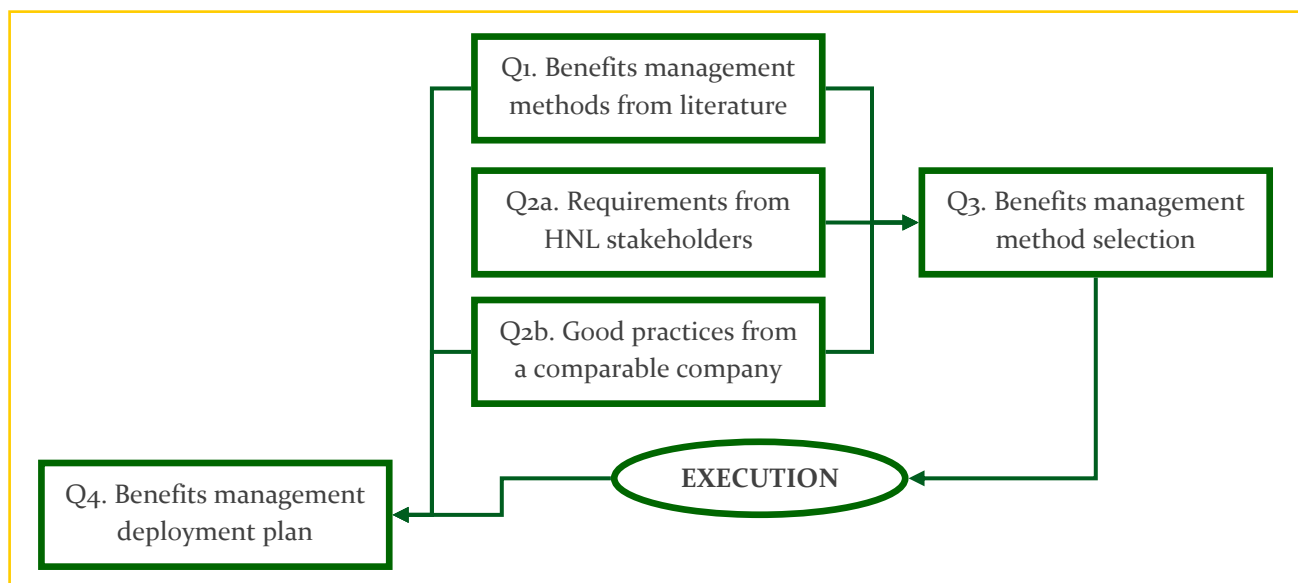 Q1. Benefits management
methods from literature
Q2a. Requirements from
HNL stakeholders
Q3. Benefits management
method selection
Q2b. Good practices from
a comparable company
EXECUTION
Q4. Benefits management
deployment plan